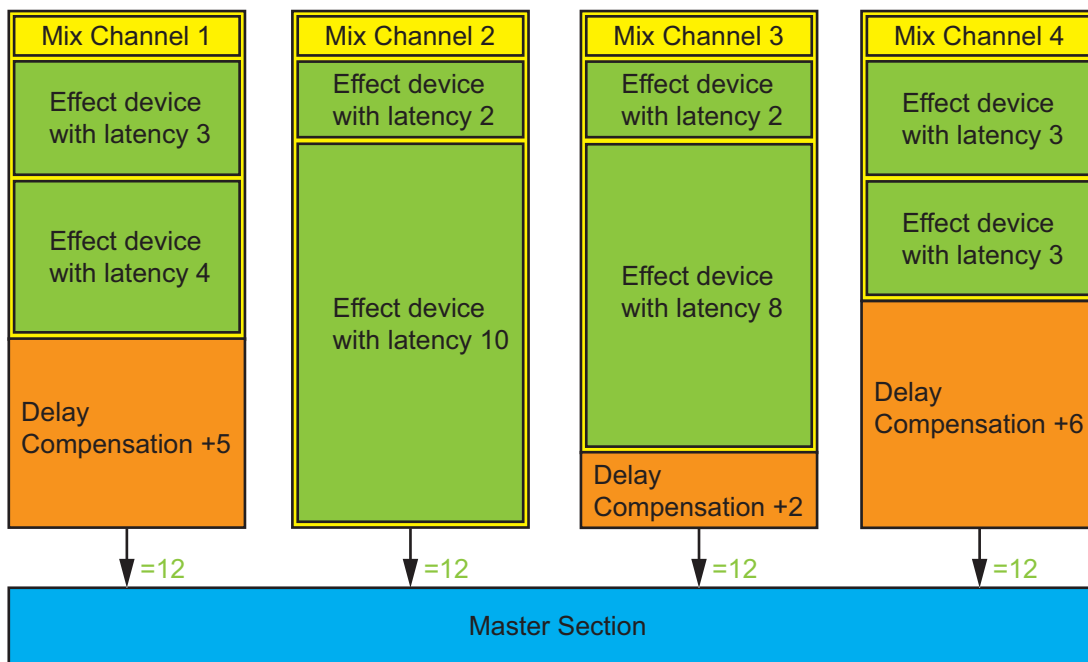 Mix Channel 1
Effect device
with latency 3
Effect device
with latency 4
Delay
Compensation +5
=12
Mix Channel 2
Effect device
with latency 2
Effect device
with latency 10
=12
Mix Channel 3
Effect device
with latency 2
Effect device
with latency 8
Delay
Compensation +2
=12
Mix Channel 4
Effect device
with latency 3
Effect device
with latency 3
Delay
Compensation +6
=12
Master Section